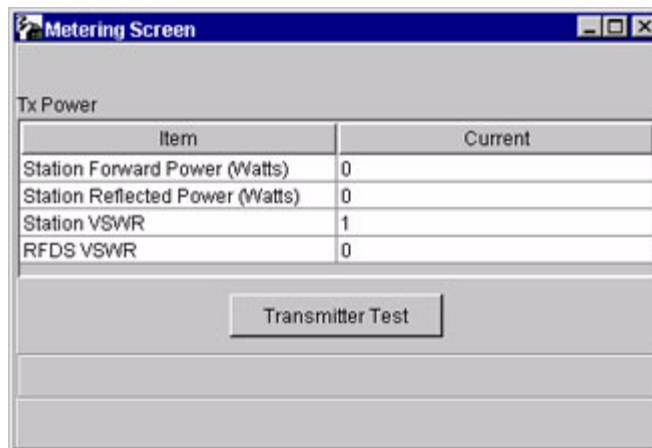 Metering Screen
Tx Power
Item Current
Station Forward Power (Watts) 0
Station Reflected Power (Watts) 0
Station VSWR 1
RFDS VSWR 0
Transmitter Test